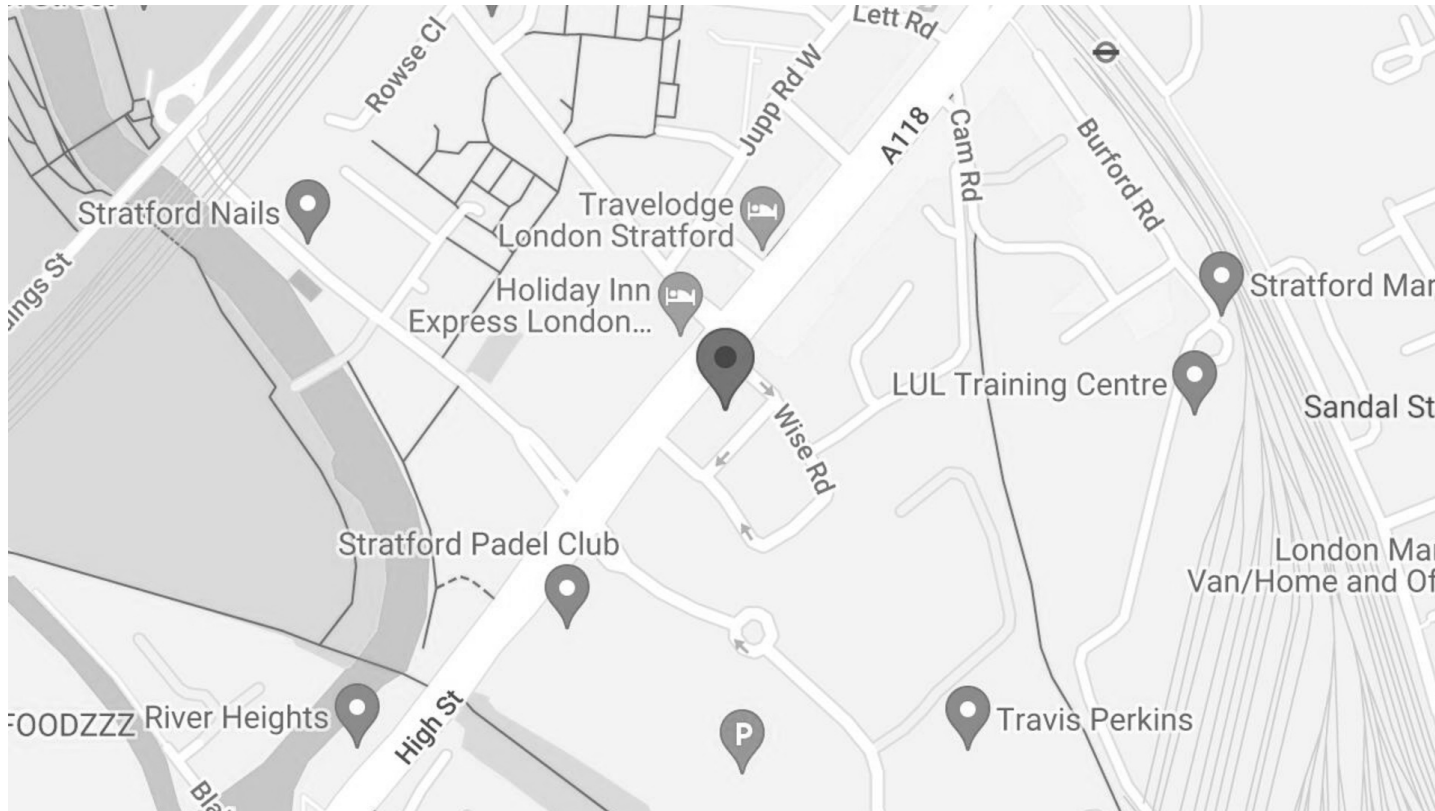 Lett Rd
Rowse Cl
Jupp Rd W
A118
Cam Rd
Burford Rd
Stratford Nails
Travelodge
London Stratford
Holiday Inn
Express London...
Stratford Mar
LUL Training Centre
Sandal St
Wise Rd
Stratford Padel Club
London Mar
Van/Home and Of
FOODZZZ
River Heights
High St
P
Travis Perkins